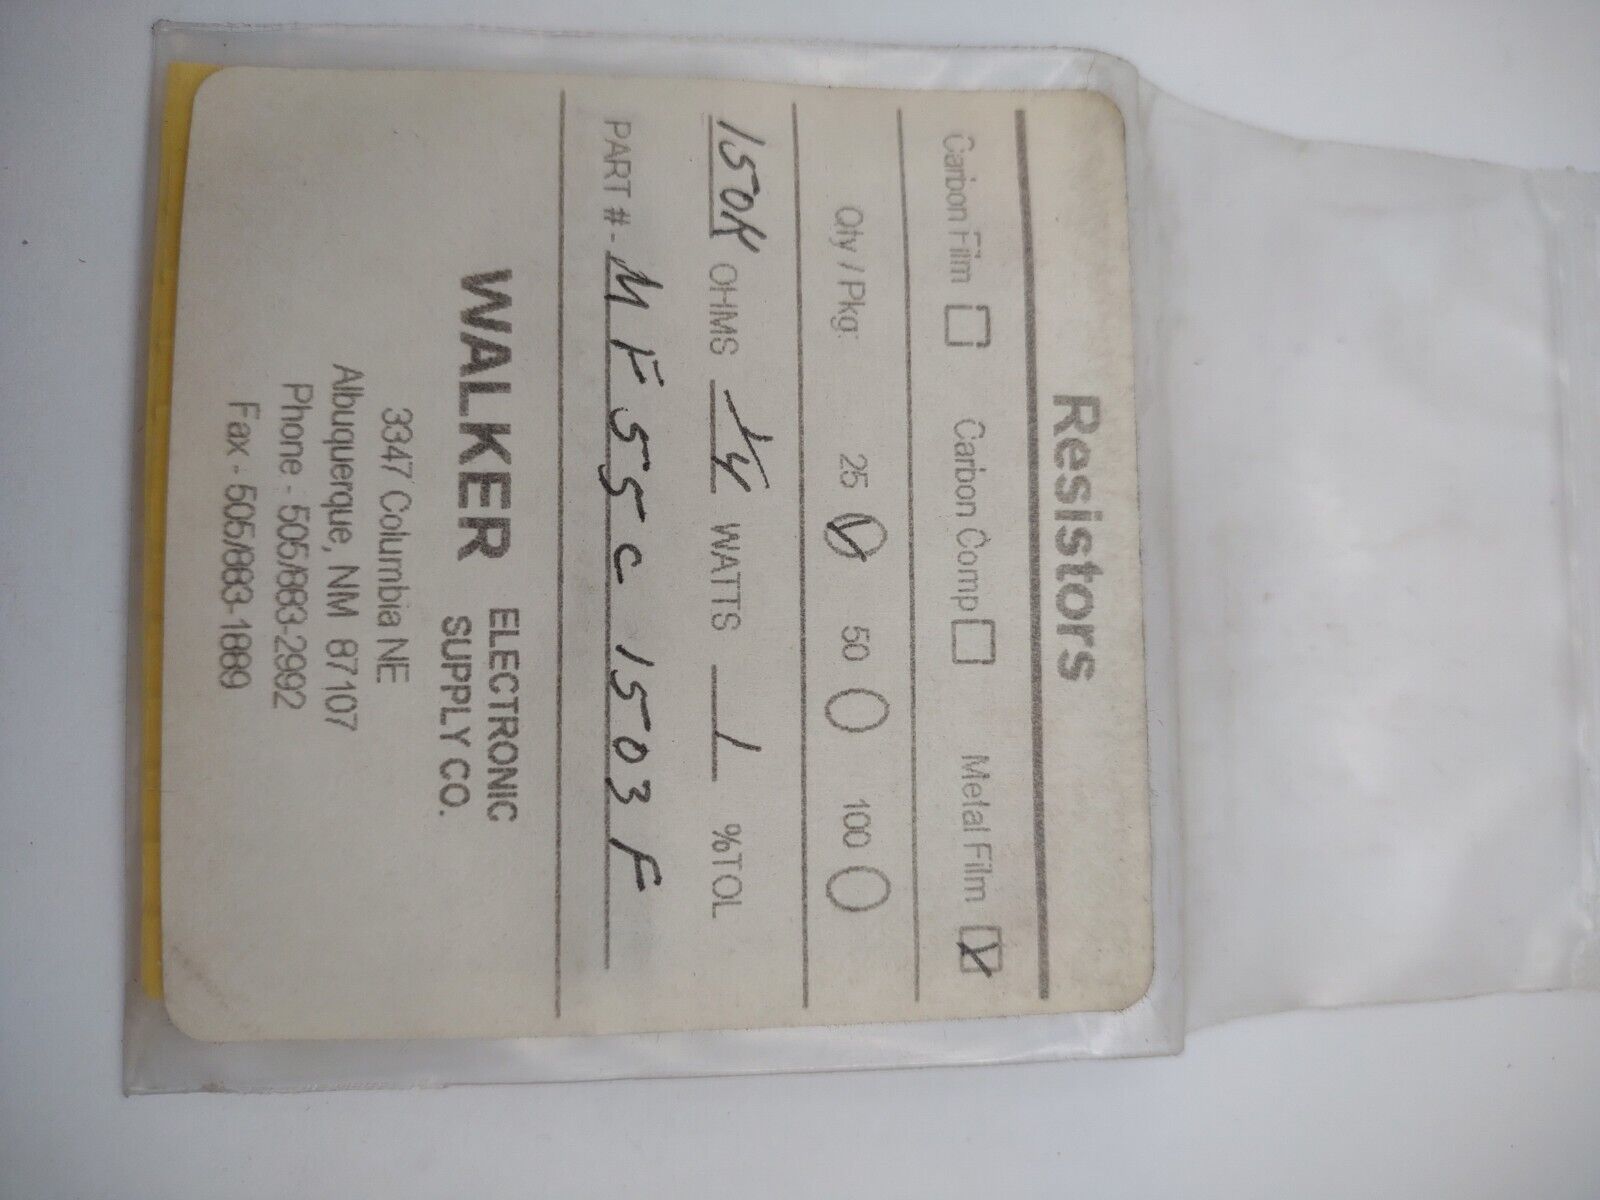 Resistors
Carbon Film Carbon Comp Metal Film
Qty / Pkg: 25 50 100
150K OHMS 1/4 WATTS 1 %TOL
PART #- MF55C1503F
WALKER ELECTRONIC
SUPPLY CO.
3347 Columbia NE
Albuquerque, NM 87107
Phone - 505/883-2992
Fax - 505/883-1889